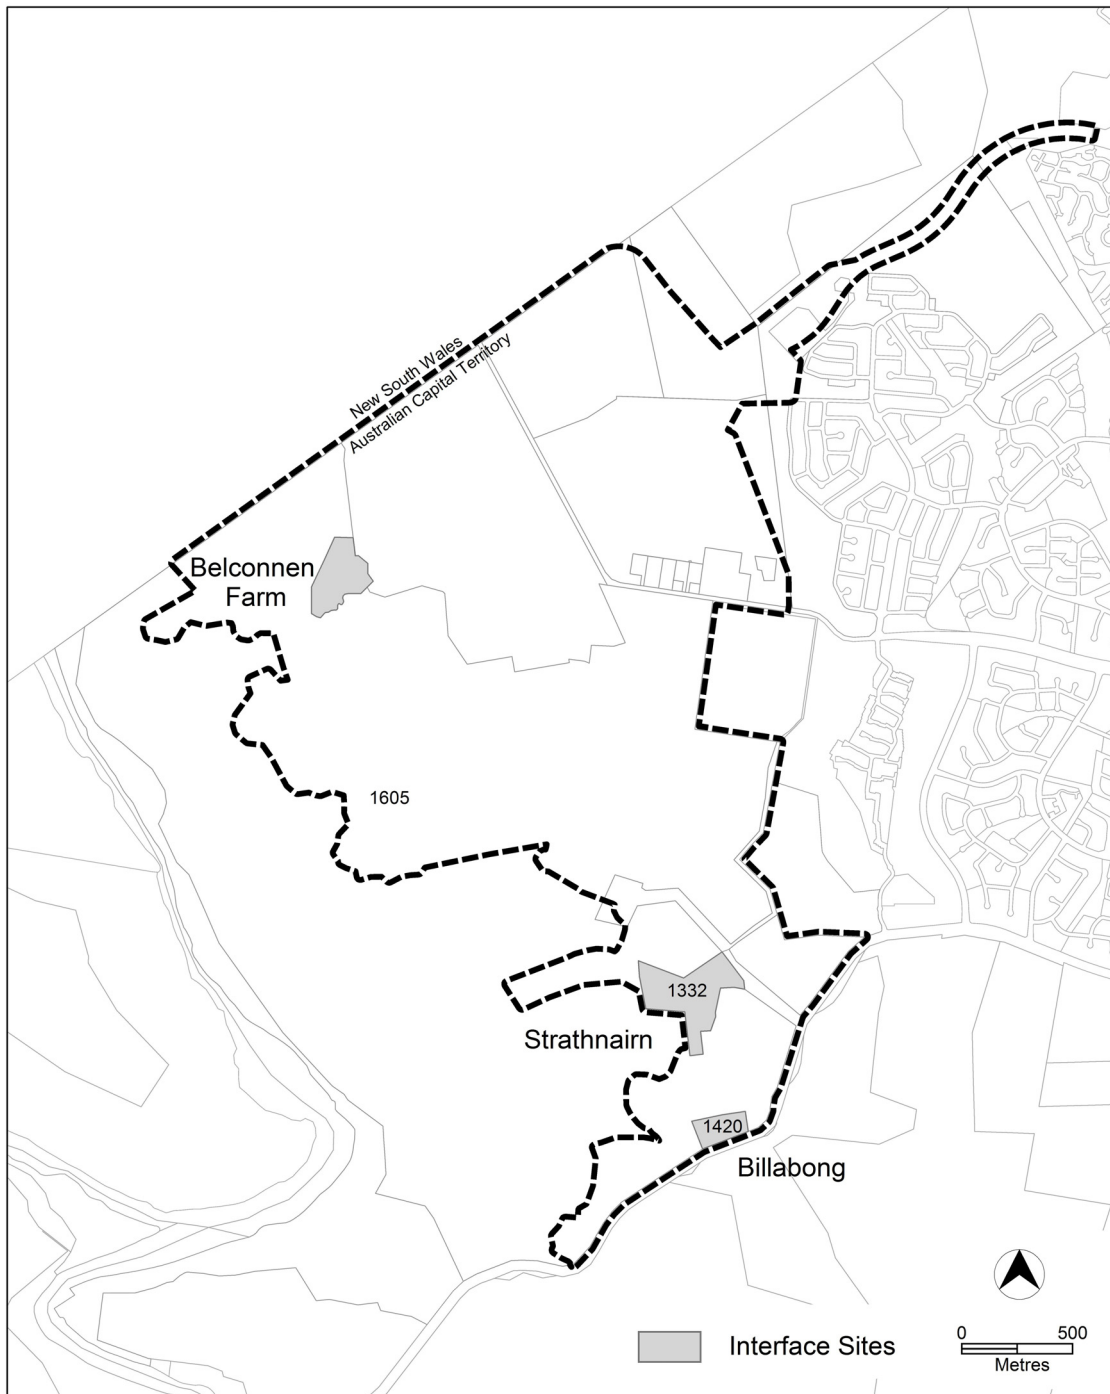 New South Wales
Australian Capital Territory
Belconnen
Farm
1605
1332
Strathnairn
1420
Billabong
Interface Sites
0 500
Metres